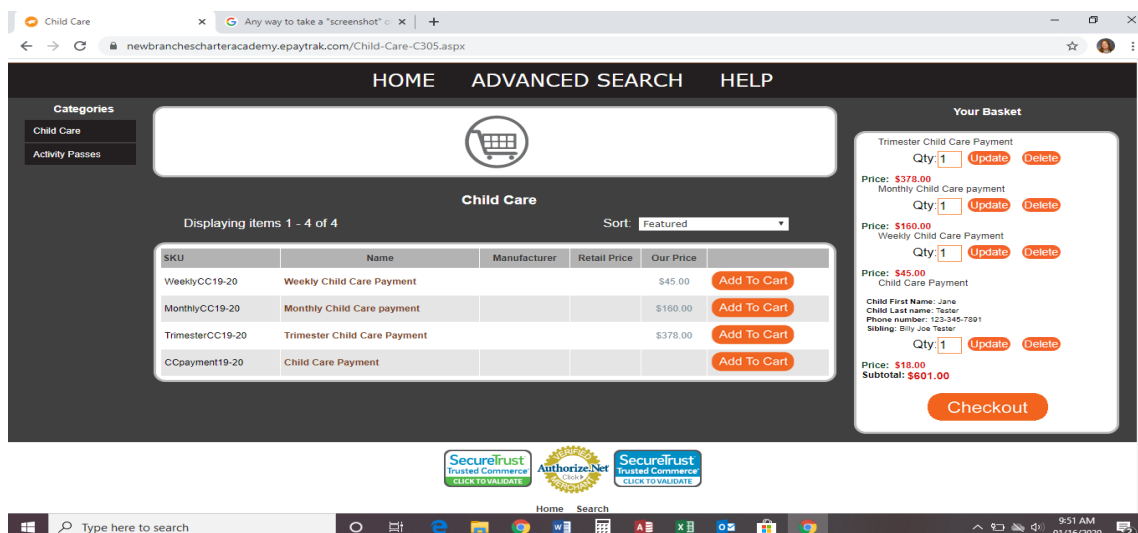 Child Care
Any way to take a "screenshot" o
newbranchescharteracademy.epaytrak.com/Child-Care-C305.aspx
HOME ADVANCED SEARCH HELP
Categories
Child Care
Activity Passes
Child Care
Displaying items 1 - 4 of 4 Sort: Featured
SKU Name Manufacturer Retail Price Our Price
WeeklyCC19-20 Weekly Child Care Payment $45.00 Add To Cart
MonthlyCC19-20 Monthly Child Care payment $160.00 Add To Cart
TrimesterCC19-20 Trimester Child Care Payment $378.00 Add To Cart
CCpayment19-20 Child Care Payment Add To Cart
Your Basket
Trimester Child Care Payment
Qty: 1 Update Delete
Price: $378.00
Monthly Child Care payment
Qty: 1 Update Delete
Price: $160.00
Weekly Child Care Payment
Qty: 1 Update Delete
Price: $45.00
Child Care Payment
Child First Name: Jane
Child Last name: Tester
Phone number: 123-345-7891
Sibling: Billy Joe Tester
Qty: 1 Update Delete
Price: $18.00
Subtotal: $601.00
Checkout
SecureTrust
Trusted Commerce
CLICK TO VALIDATE
VERIFIED
Authorize.Net
Click
MERCHANT
SecureTrust
Trusted Commerce
CLICK TO VALIDATE
Home Search
Type here to search
9:51 AM
01/16/2020